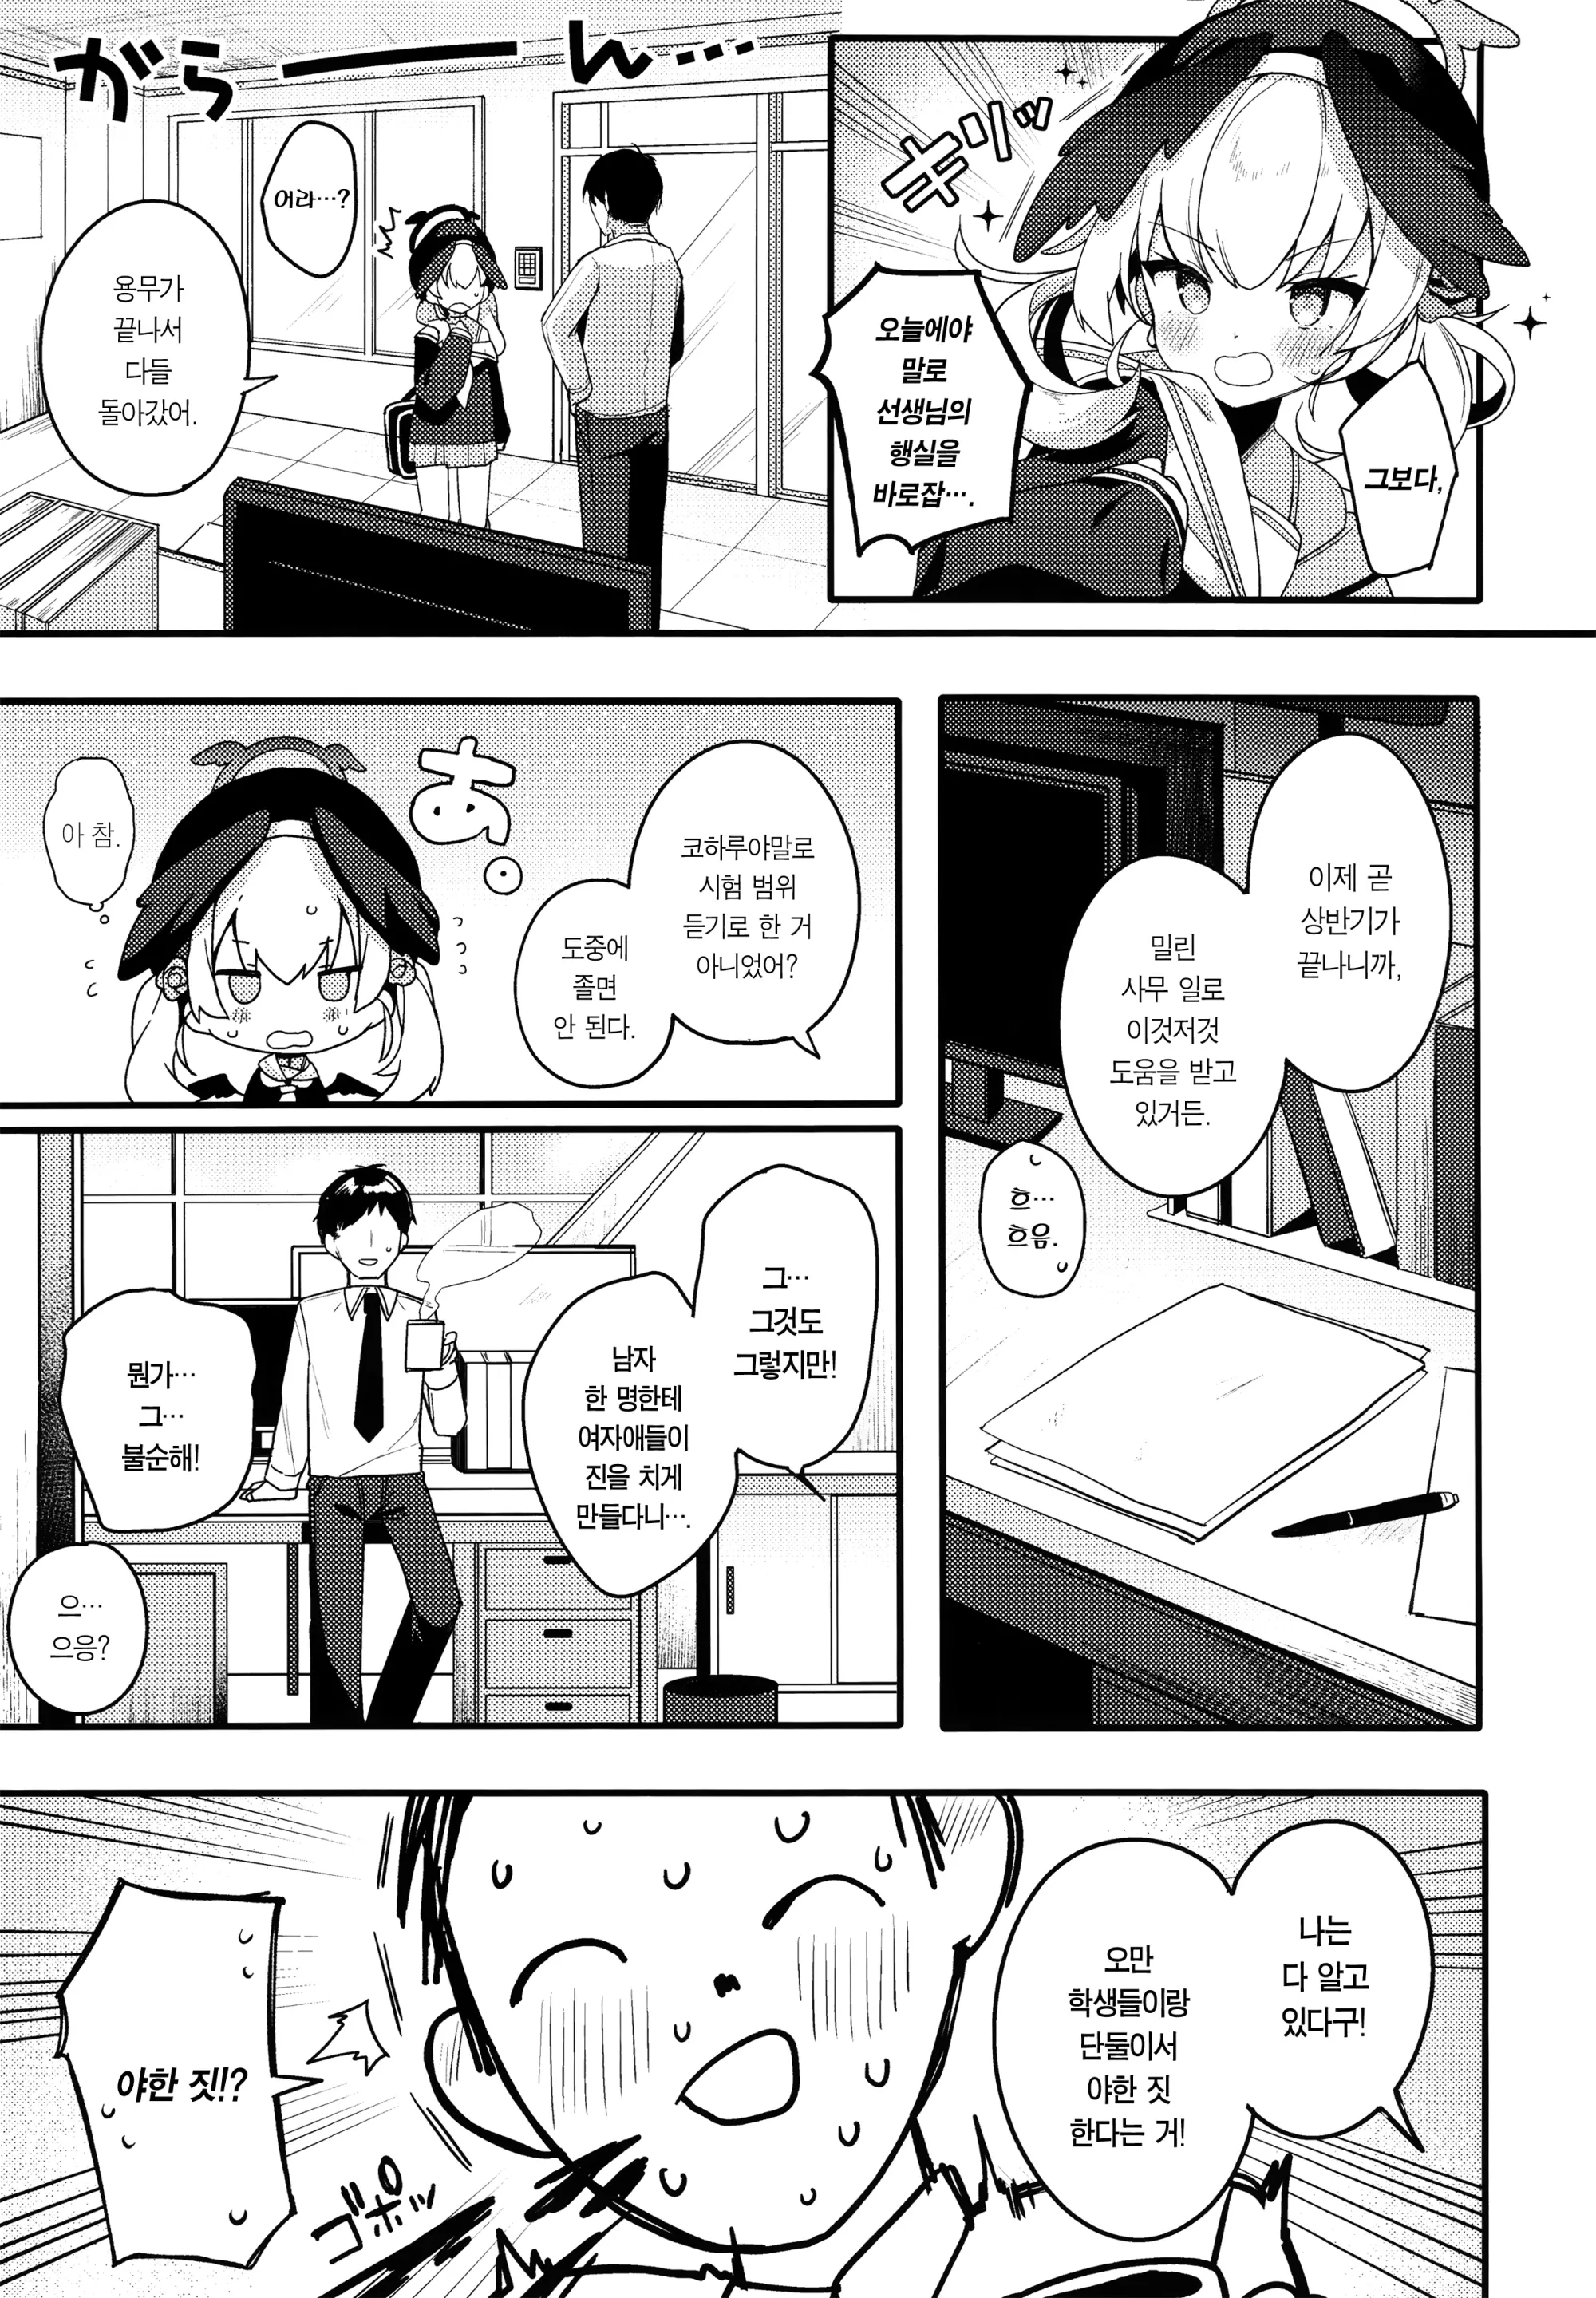 キリッ
그보다,
오늘에야
말로
선생님의
행실을
바로잡….
がらーーん…
어라…?
용무가
끝나서
다들
돌아갔어.
이제 곧
상반기가
끝나니까,
밀린
사무 일로
이것저것
도움을 받고
있거든.
흐…
흐음.
코하루야말로
시험 범위
듣기로 한 거
아니었어?
도중에
졸면
안 된다.
あ。
아 참.
그…
그것도
그렇지만!
남자
한 명한테
여자애들이
진을 치게
만들다니….
뭔가…
그…
불순해!
으…
으응?
나는
다 알고
있다구!
오만
학생들이랑
단둘이서
야한 짓
한다는 거!
ゴポッ
야한 짓!?